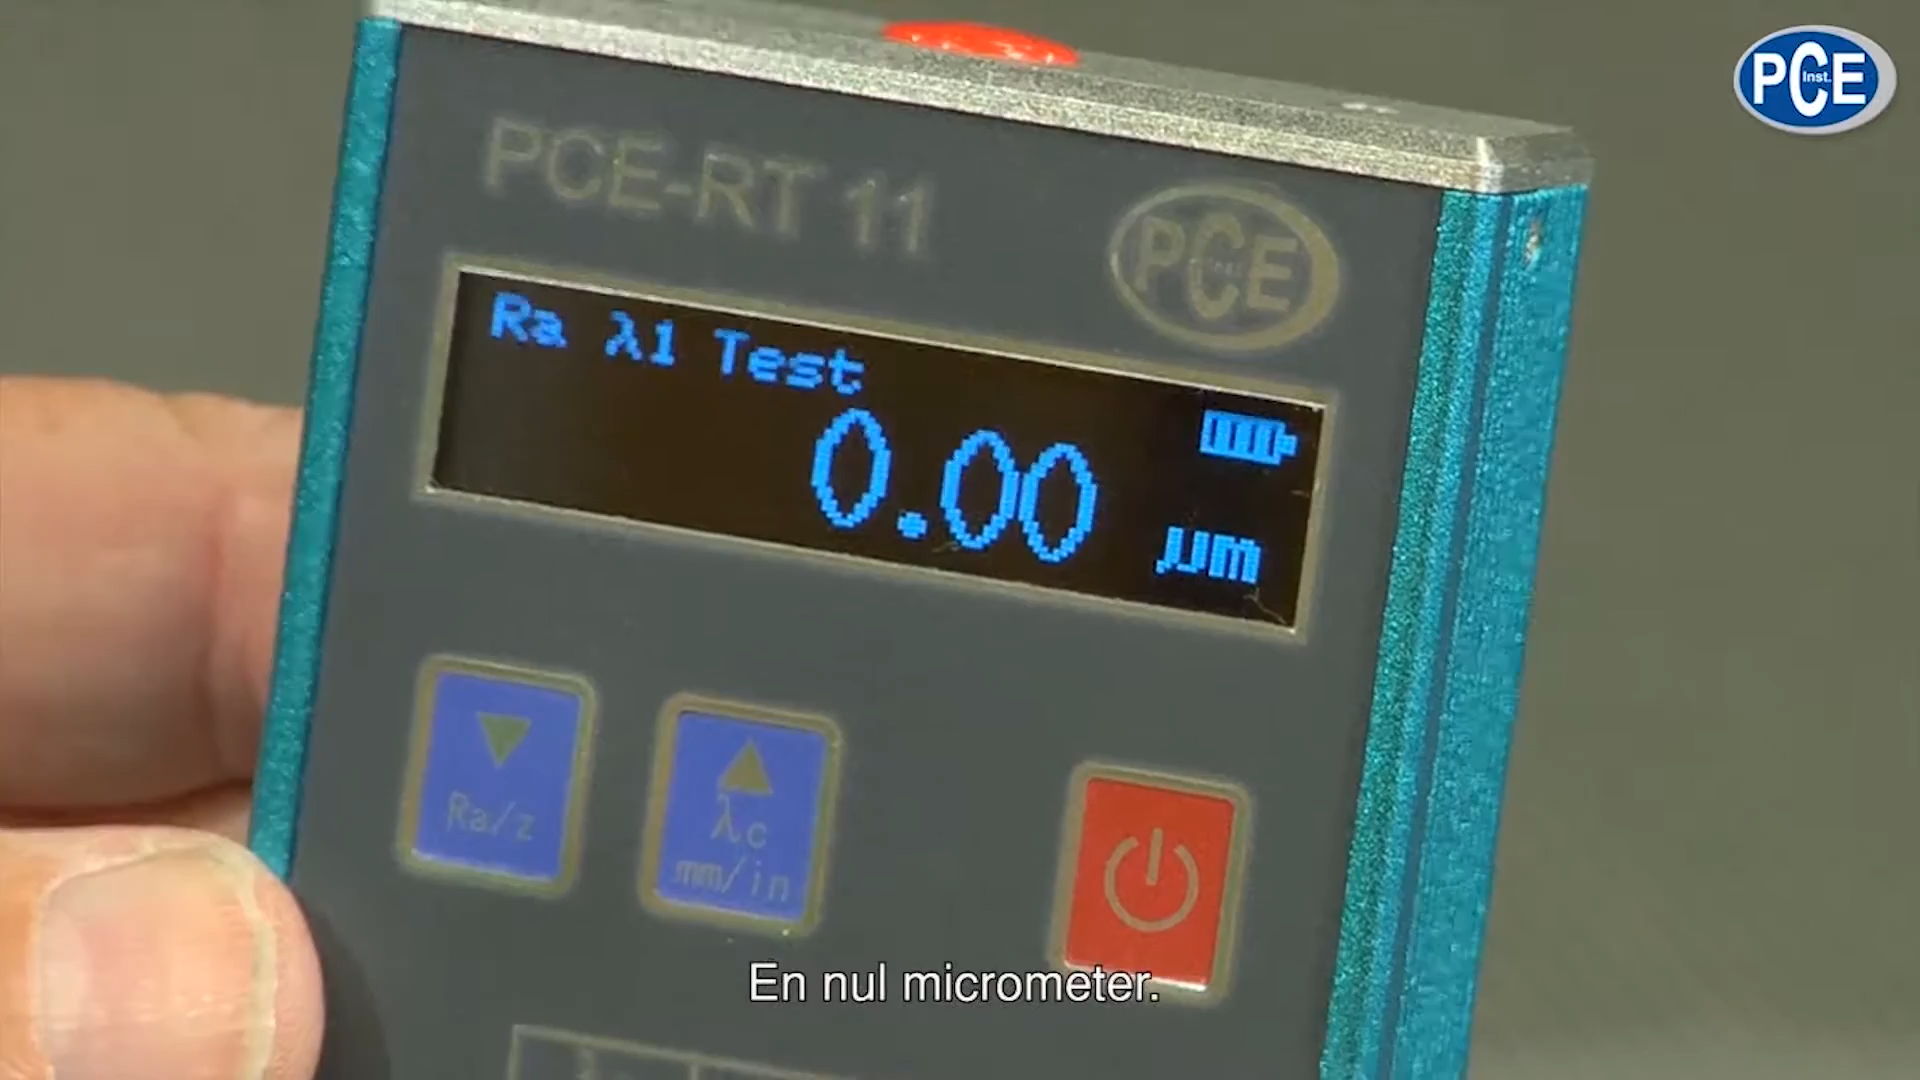 PCE Inst.
PCE-RT 11
PCE
Ra λ1 Test
0.00
µm
Ra/z
λc
mm/in
En nul micrometer.